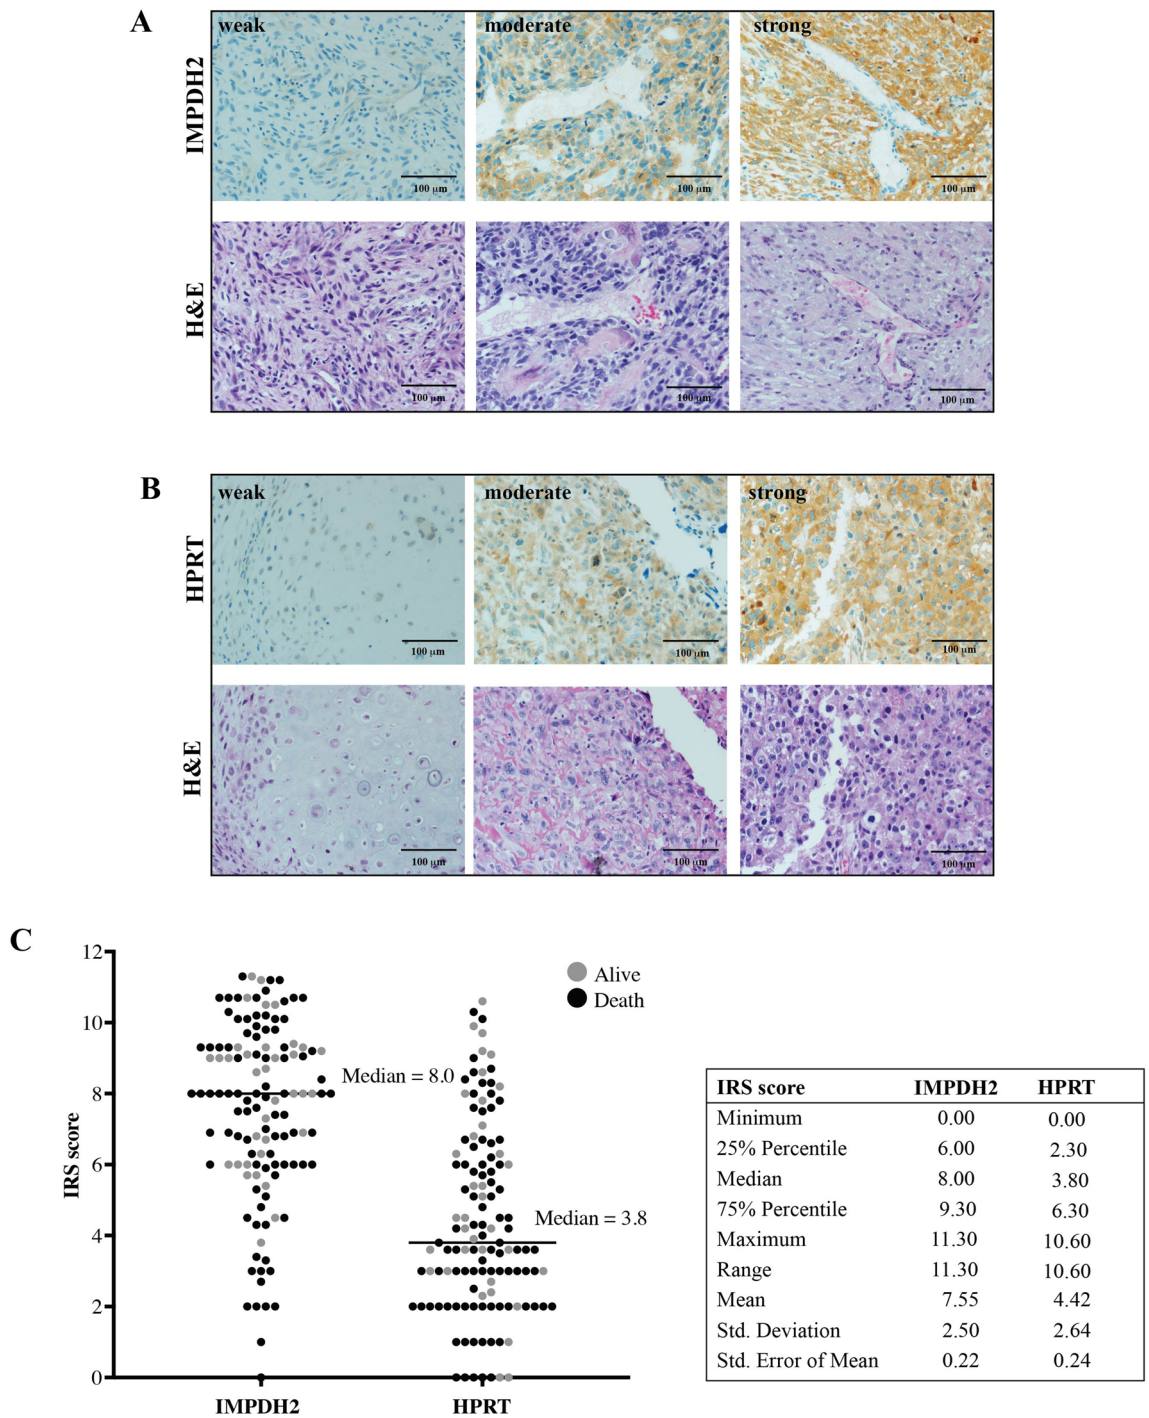 A
weak
moderate
strong
IMPDH2
100 µm
100 µm
100 µm
H&E
100 µm
100 µm
100 µm
B
weak
moderate
strong
HPRT
100 µm
100 µm
100 µm
H&E
100 µm
100 µm
100 µm
C
12
10
8
6
4
2
0
IRS score
Alive
Death
Median = 8.0
Median = 3.8
IMPDH2
HPRT
IRS score IMPDH2 HPRT
Minimum 0.00 0.00
25% Percentile 6.00 2.30
Median 8.00 3.80
75% Percentile 9.30 6.30
Maximum 11.30 10.60
Range 11.30 10.60
Mean 7.55 4.42
Std. Deviation 2.50 2.64
Std. Error of Mean 0.22 0.24